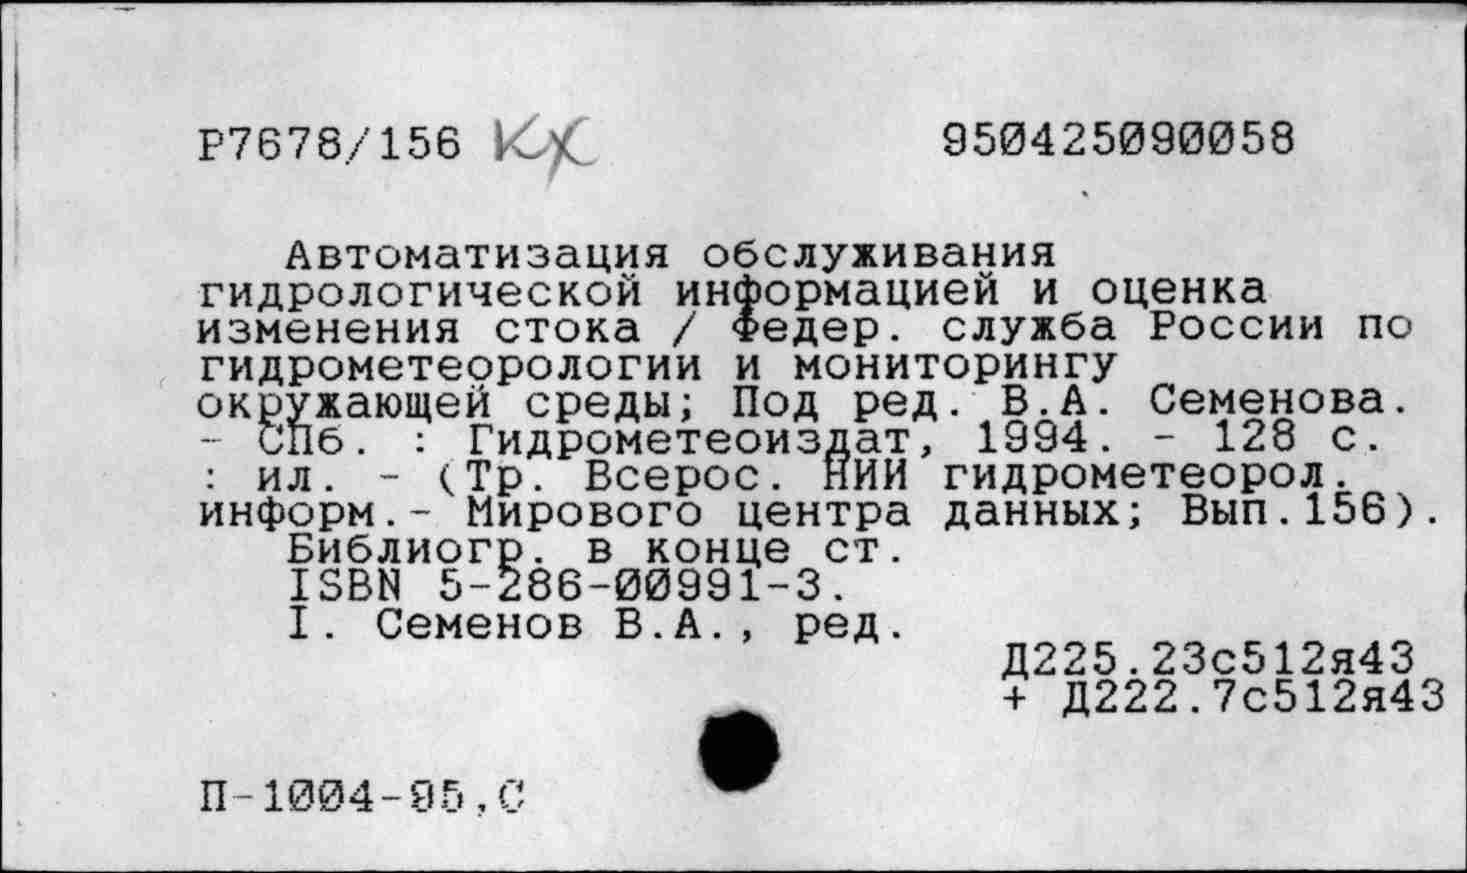 Р7678/156 КХ 950425090058
Автоматизация обслуживания
гидрологической информацией и оценка
изменения стока / Федер. служба России по
гидрометеорологии и мониторингу
окружающей среды; Под ред. В.А. Семенова.
- СПб. : Гидрометеоиздат, 1994. - 128 с.
: ил. - (Тр. Всерос. НИИ гидрометеорол.
информ.- Мирового центра данных; Вып.156).
Библиогр. в конце ст.
ISBN 5-286-00991-3.
I. Семенов В.А., ред.
Д225.23с512я43
+ Д222.7с512я43
П-1004-95,С